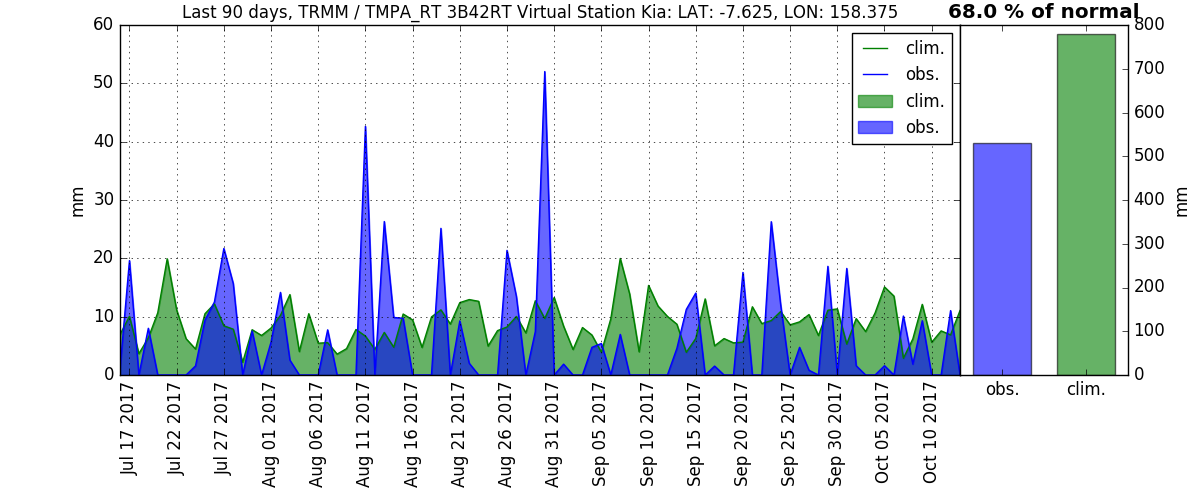 Last 90 days, TRMM / TMPA_RT 3B42RT Virtual Station Kia: LAT: -7.625, LON: 158.375
68.0 % of normal
60
50
40
30
20
10
0
mm
clim.
obs.
clim.
obs.
800
700
600
500
400
300
200
100
0
mm
obs.
clim.
Jul 17 2017
Jul 22 2017
Jul 27 2017
Aug 01 2017
Aug 06 2017
Aug 11 2017
Aug 16 2017
Aug 21 2017
Aug 26 2017
Aug 31 2017
Sep 05 2017
Sep 10 2017
Sep 15 2017
Sep 20 2017
Sep 25 2017
Sep 30 2017
Oct 05 2017
Oct 10 2017